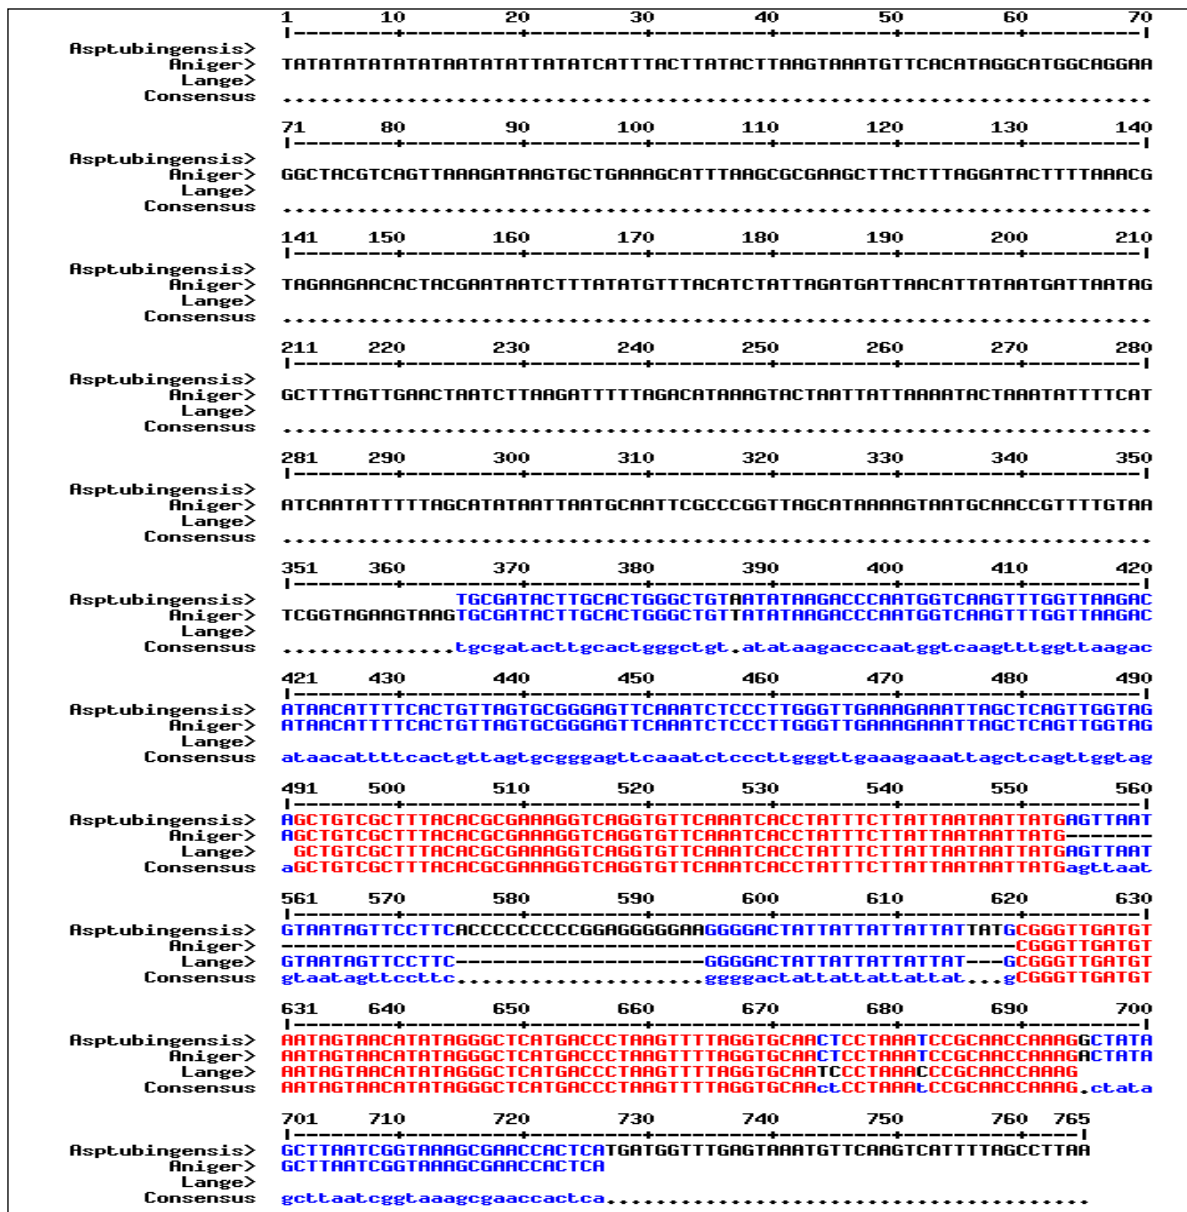 1 10 20 30 40 50 60 70
|--------+---------+---------+---------+---------+---------+---------|
Asptubingensis>
Aniger> TATATATATATATAATATATTATATCATTTACTTATACTTAAGTAAATGTTCACATAGGCATGGCAGGAA
Lange>
Consensus ......................................................................
71 80 90 100 110 120 130 140
|--------+---------+---------+---------+---------+---------+---------|
Asptubingensis>
Aniger> GGCTACGTCAGTTAAAGATAAGTGCTGAAAGCATTTAAGCGCGAAGCTTACTTTAGGATACTTTTAAACG
Lange>
Consensus ......................................................................
141 150 160 170 180 190 200 210
|--------+---------+---------+---------+---------+---------+---------|
Asptubingensis>
Aniger> TAGAAGAACACTACGAATAATCTTTATATGTTTACATCTATTAGATGATTAACATTATAATGATTAATAG
Lange>
Consensus ......................................................................
211 220 230 240 250 260 270 280
|--------+---------+---------+---------+---------+---------+---------|
Asptubingensis>
Aniger> GCTTTAGTTGAACTAATCTTAAGATTTTTAGACATAAAGTACTAATTATTAAAATACTAAATATTTTCAT
Lange>
Consensus ......................................................................
281 290 300 310 320 330 340 350
|--------+---------+---------+---------+---------+---------+---------|
Asptubingensis>
Aniger> ATCAATATTTTTAGCATATAATTAATGCAATTCGCCCGGTTAGCATAAAAGTAATGCAACCGTTTTGTAA
Lange>
Consensus ......................................................................
351 360 370 380 390 400 410 420
|--------+---------+---------+---------+---------+---------+---------|
Asptubingensis> TGCGATACTTGCACTGGGCTGTAATATAAGACCCAATGGTCAAGTTTGGTTAAGAC
Aniger> TCGGTAGAAGTAAGTGCGATACTTGCACTGGGCTGTTATATAAGACCCAATGGTCAAGTTTGGTTAAGAC
Lange>
Consensus ..............tgcgatacttgcactgggctgt.atataagacccaatggtcaagtttggttaagac
421 430 440 450 460 470 480 490
|--------+---------+---------+---------+---------+---------+---------|
Asptubingensis> ATAACATTTTCACTGTTAGTGCGGGAGTTCAAATCTCCCTTGGGTTGAAAGAAATTAGCTCAGTTGGTAG
Aniger> ATAACATTTTCACTGTTAGTGCGGGAGTTCAAATCTCCCTTGGGTTGAAAGAAATTAGCTCAGTTGGTAG
Lange>
Consensus ataacattttcactgttagtgcgggagttcaaatctcccttgggttgaaagaaattagctcagttggtag
491 500 510 520 530 540 550 560
|--------+---------+---------+---------+---------+---------+---------|
Asptubingensis> AGCTGTCGCTTTACACGCGAAAGGTCAGGTGTTCAAATCACCTATTTCTTATTAATAATTATGAGTTAAT
Aniger> AGCTGTCGCTTTACACGCGAAAGGTCAGGTGTTCAAATCACCTATTTCTTATTAATAATTATG-------
Lange> GCTGTCGCTTTACACGCGAAAGGTCAGGTGTTCAAATCACCTATTTCTTATTAATAATTATGAGTTAAT
Consensus aGCTGTCGCTTTACACGCGAAAGGTCAGGTGTTCAAATCACCTATTTCTTATTAATAATTATGagttaat
561 570 580 590 600 610 620 630
|--------+---------+---------+---------+---------+---------+---------|
Asptubingensis> GTAATAGTTCCTTCACCCCCCCCCGGAGGGGGAAGGGGACTATTATTATTATTATTATGCGGGTTGATGT
Aniger> -----------------------------------------------------------CGGGTTGATGT
Lange> GTAATAGTTCCTTC--------------------GGGGACTATTATTATTATTAT---GCGGGTTGATGT
Consensus gtaatagttccttc....................ggggactattattattattat...gCGGGTTGATGT
631 640 650 660 670 680 690 700
|--------+---------+---------+---------+---------+---------+---------|
Asptubingensis> AATAGTAACATATAGGGCTCATGACCCTAAGTTTTAGGTGCAACTCCTAAATCCGCAACCAAAGGCTATA
Aniger> AATAGTAACATATAGGGCTCATGACCCTAAGTTTTAGGTGCAACTCCTAAATCCGCAACCAAAGACTATA
Lange> AATAGTAACATATAGGGCTCATGACCCTAAGTTTTAGGTGCAATCCCTAAACCCGCAACCAAAG
Consensus AATAGTAACATATAGGGCTCATGACCCTAAGTTTTAGGTGCAActCCTAAAtCCGCAACCAAAG.ctata
701 710 720 730 740 750 760 765
|--------+---------+---------+---------+---------+---------+----|
Asptubingensis> GCTTAATCGGTAAAGCGAACCACTCATGATGGTTTGAGTAAATGTTCAAGTCATTTTAGCCTTAA
Aniger> GCTTAATCGGTAAAGCGAACCACTCA
Lange>
Consensus gcttaatcggtaaagcgaaccactca.......................................